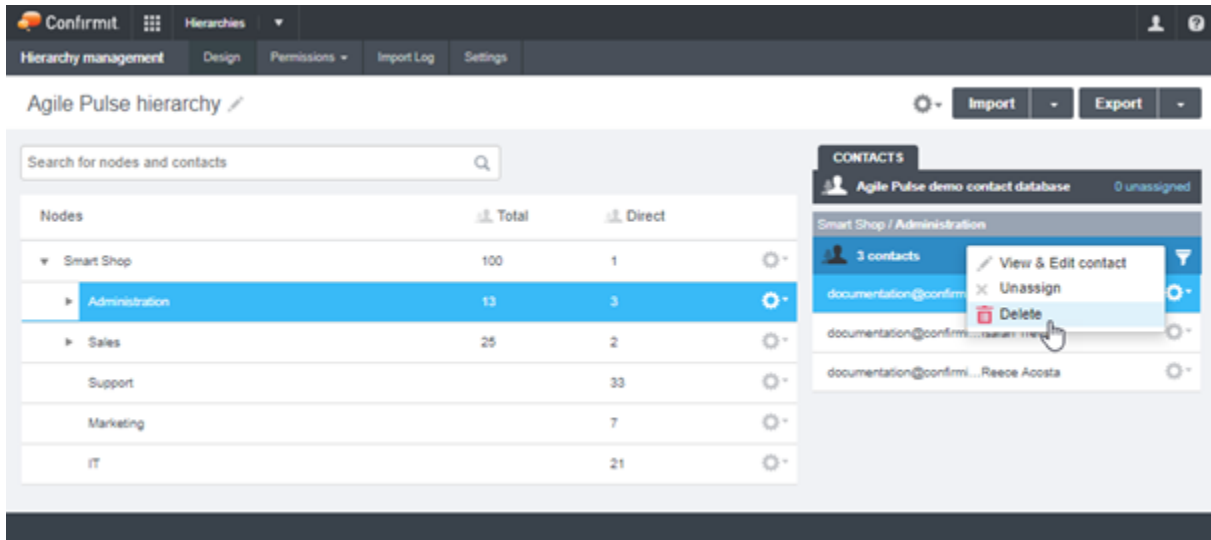 Confirmit Hierarchies
Hierarchy management Design Permissions Import Log Settings
Agile Pulse hierarchy Import Export
Search for nodes and contacts
CONTACTS
Agile Pulse demo contact database 0 unassigned
Nodes Total Direct
Smart Shop / Administration
Smart Shop 100 1
3 contacts
View & Edit contact
Unassign
Delete
Administration 13 3
documentation@confirm
Sales 25 2
documentation@confirmi...Isaiah
Support 33
documentation@confirmi...Reece Acosta
Marketing 7
IT 21